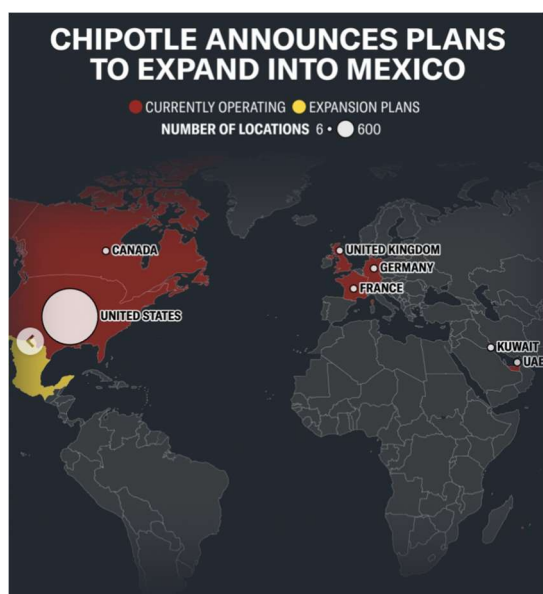 CHIPOTLE ANNOUNCES PLANS
TO EXPAND INTO MEXICO
CURRENTLY OPERATING EXPANSION PLANS
NUMBER OF LOCATIONS 6 • 600
CANADA
UNITED KINGDOM
GERMANY
FRANCE
UNITED STATES
KUWAIT
UAE